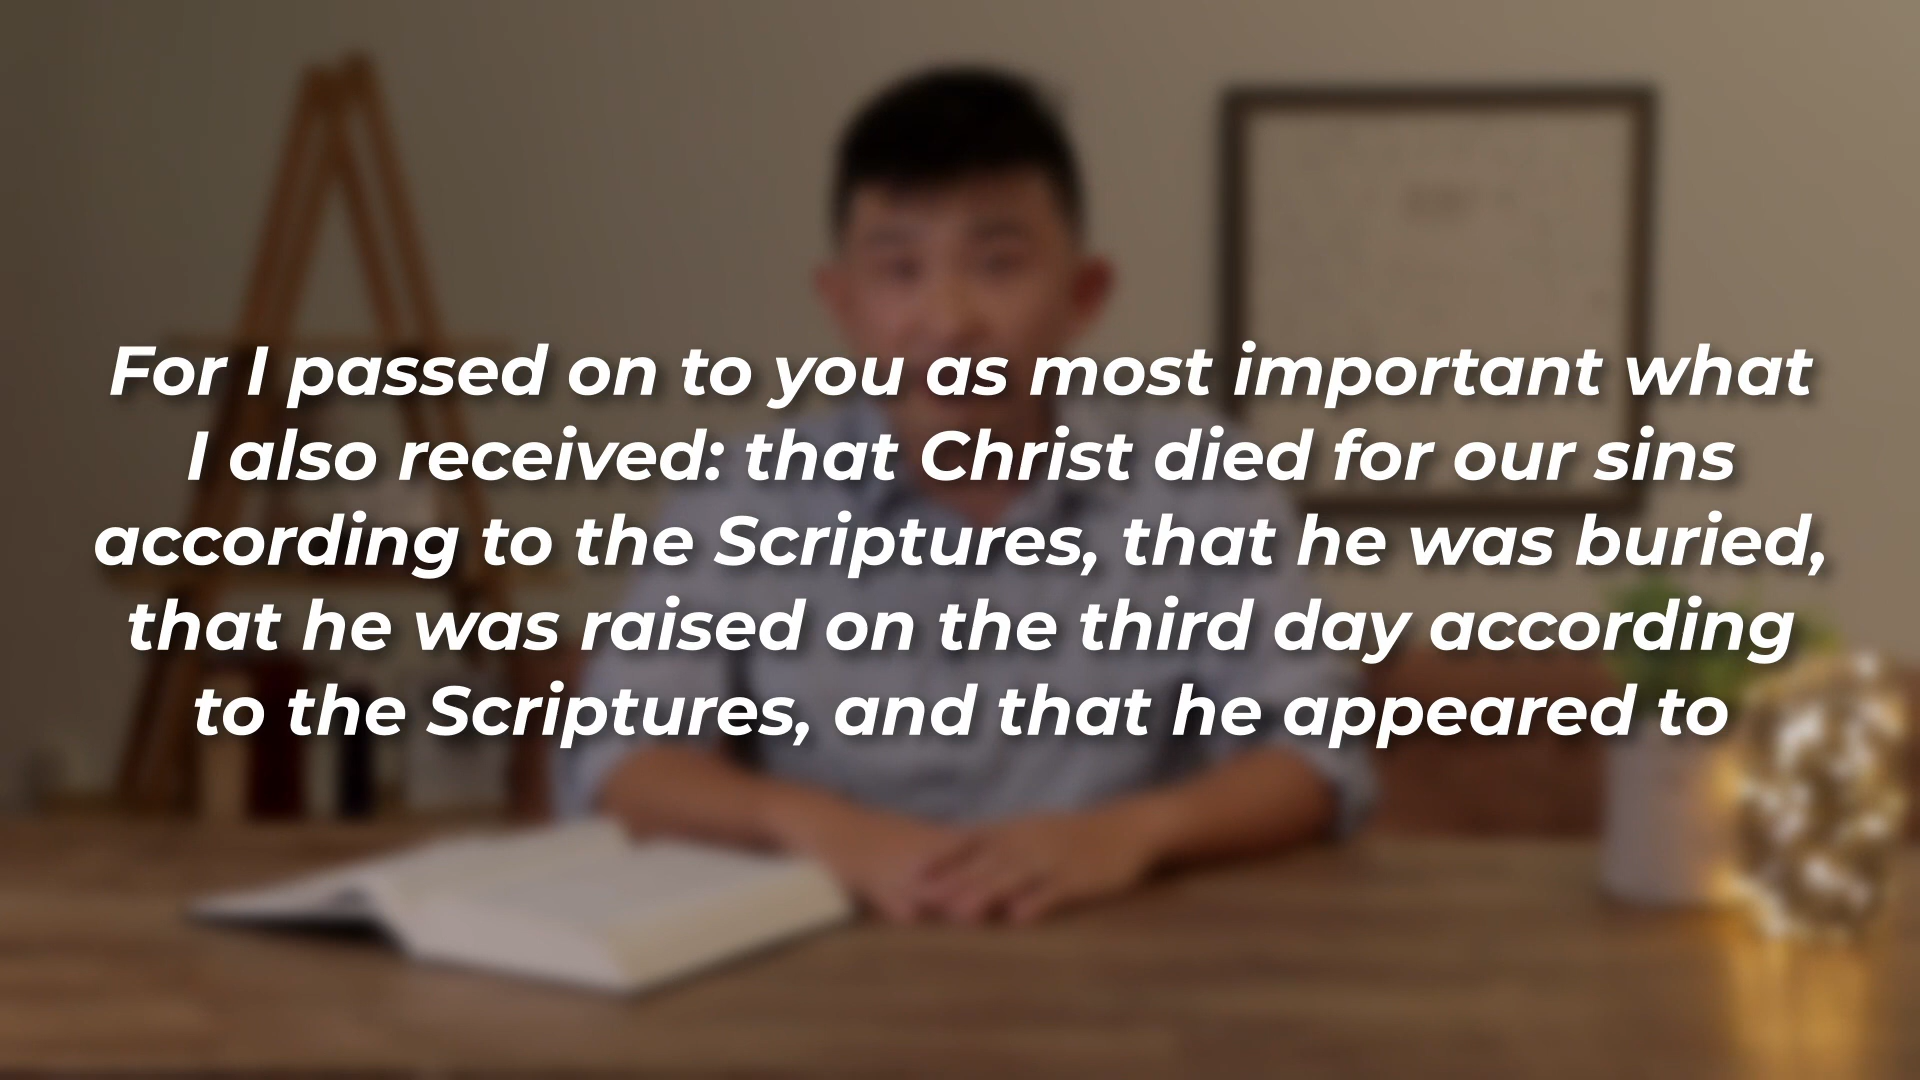 For I passed on to you as most important what
I also received: that Christ died for our sins
according to the Scriptures, that he was buried,
that he was raised on the third day according
to the Scriptures, and that he appeared to